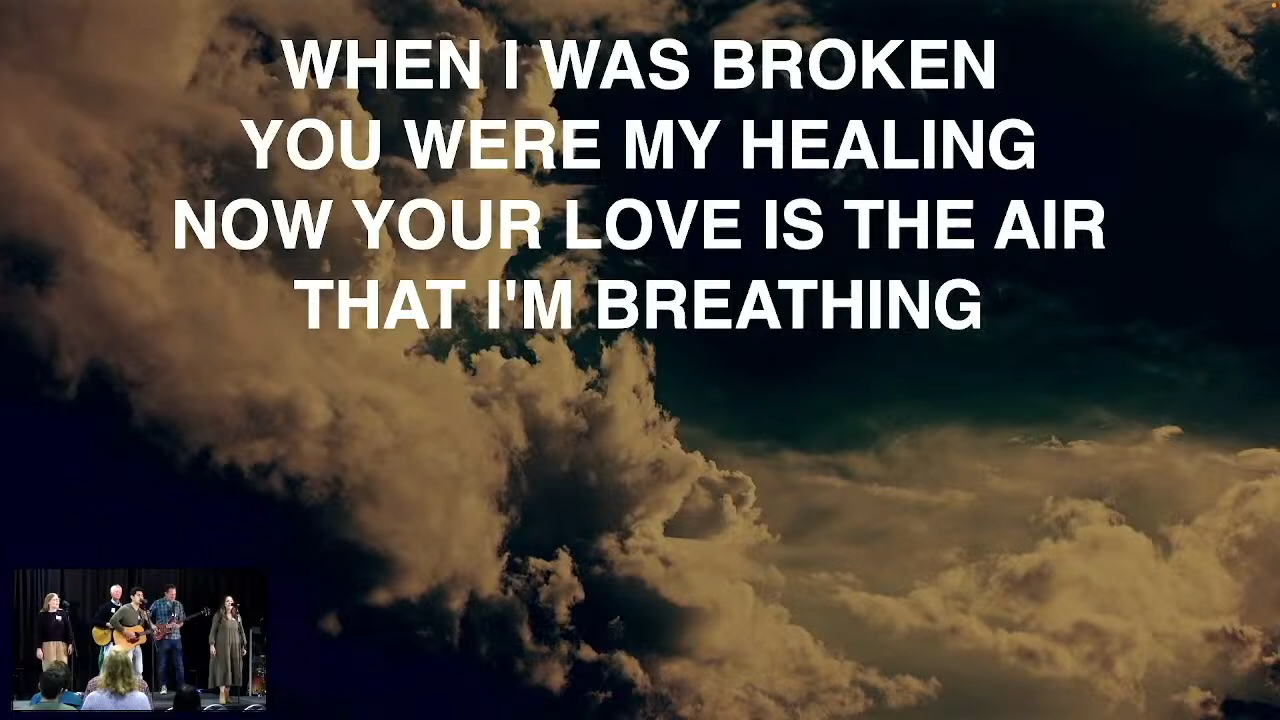 WHEN I WAS BROKEN
YOU WERE MY HEALING
NOW YOUR LOVE IS THE AIR
THAT I'M BREATHING